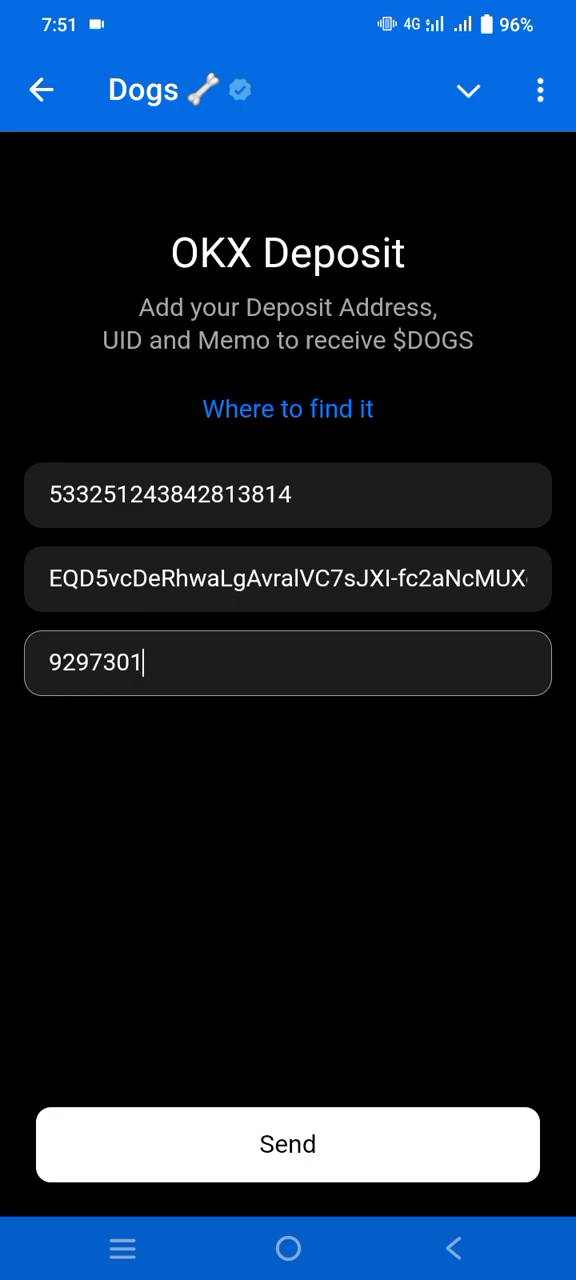 7:51 4G 96%
Dogs
OKX Deposit
Add your Deposit Address,
UID and Memo to receive $DOGS
Where to find it
533251243842813814
EQD5vcDeRhwaLgAvralVC7sJXI-fc2aNcMUX
9297301
Send